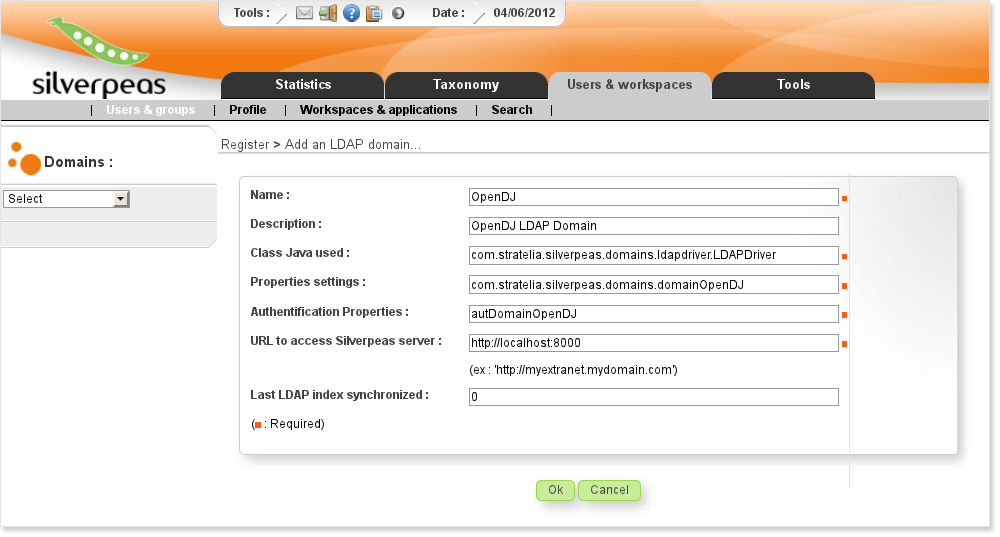 Tools : Date : 04/06/2012
silverpeas
Statistics Taxonomy Users & workspaces Tools
| Users & groups | Profile | Workspaces & applications | Search |
Register > Add an LDAP domain...
Domains :
Select
Name : OpenDJ
Description : OpenDJ LDAP Domain
Class Java used : com.stratelia.silverpeas.domains.ldapdriver.LDAPDriver
Properties settings : com.stratelia.silverpeas.domains.domainOpenDJ
Authentification Properties : autDomainOpenDJ
URL to access Silverpeas server : http://localhost:8000
(ex : 'http://myextranet.mydomain.com')
Last LDAP index synchronized : 0
( : Required)
Ok Cancel